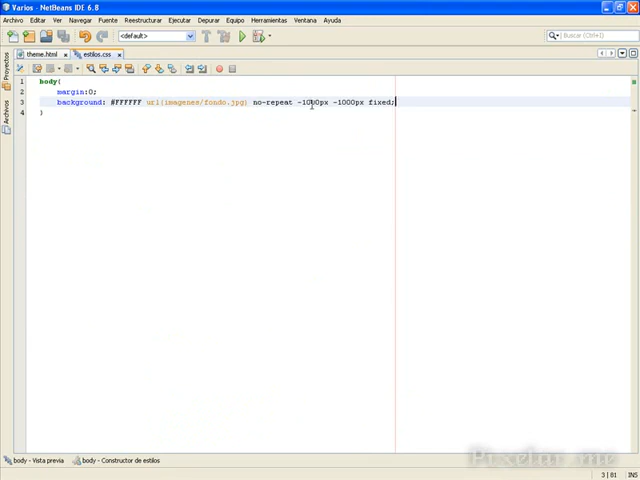 Varios - NetBeans IDE 6.8
Archivo Editar Ver Navegar Fuente Reestructurar Ejecutar Depurar Equipo Herramientas Ventana Ayuda
<default>
Buscar (Ctrl+I)
theme.html estilos.css
Proyectos
Archivos
1 body{
2 margin:0;
3 background: #FFFFFF url(imagenes/fondo.jpg) no-repeat -1000px -1000px fixed;
4 }
Pixelar.me
body - Vista previa body - Constructor de estilos
3 | 81 INS